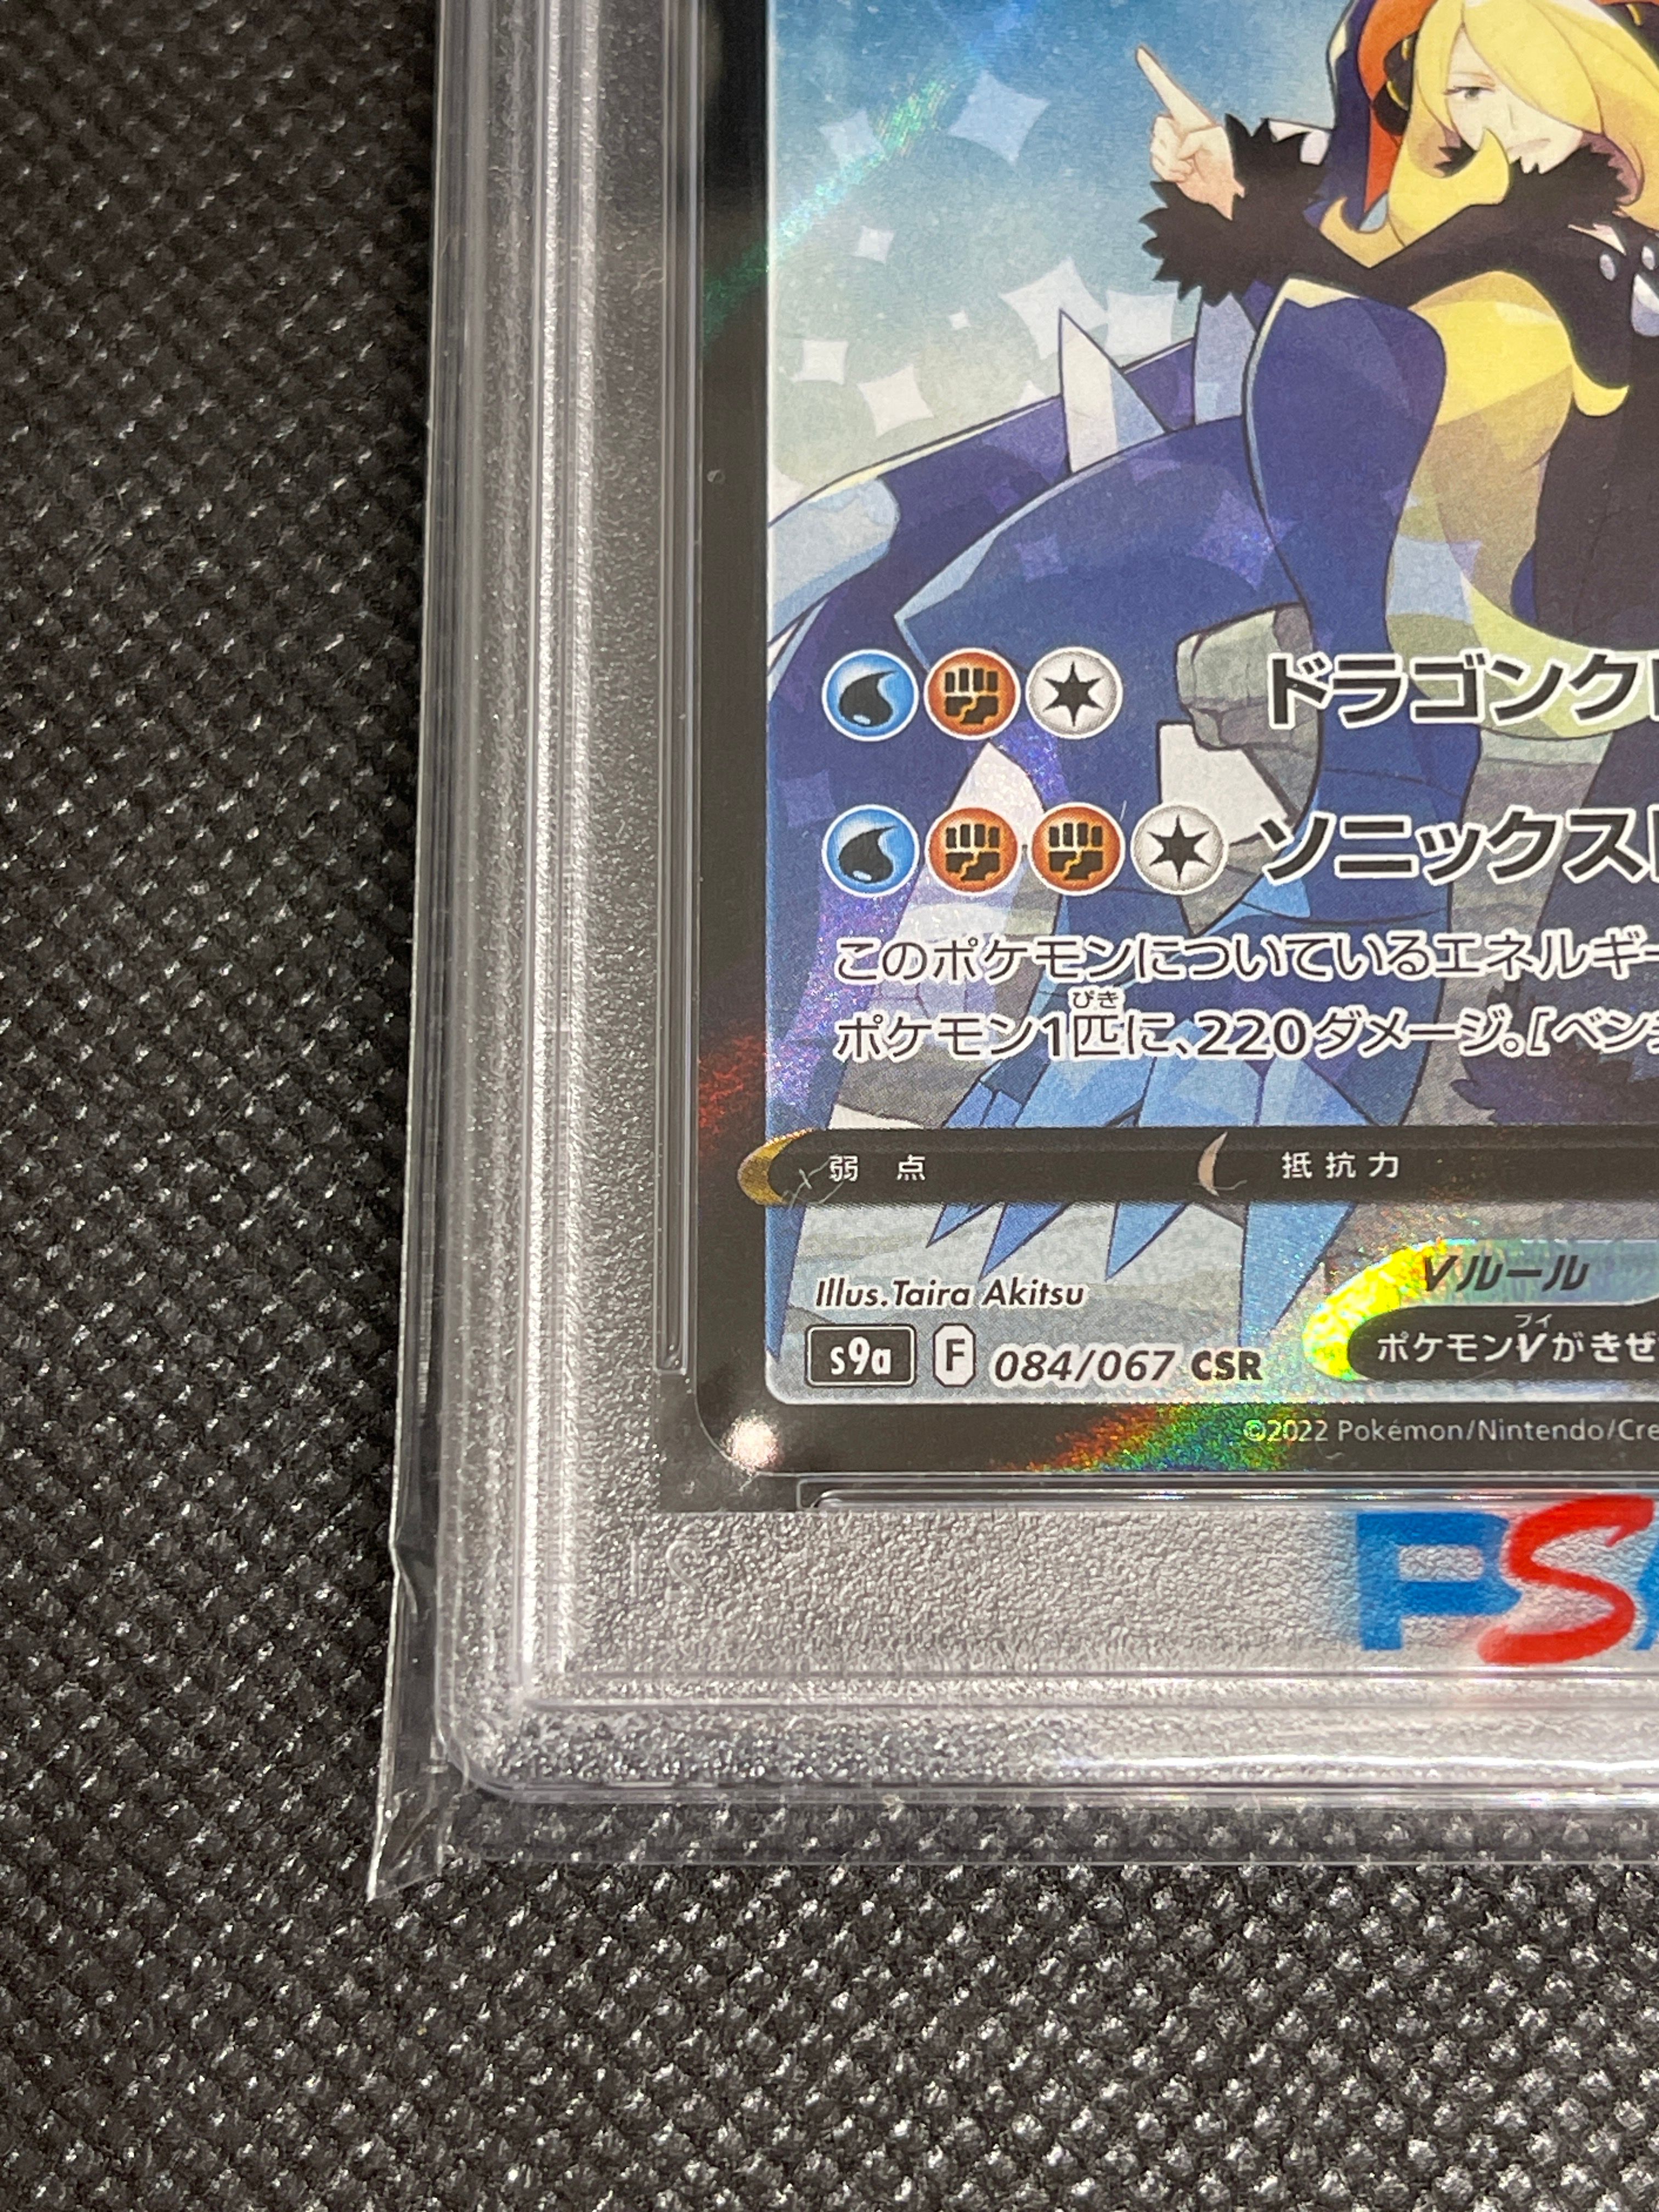 ドラゴンク
ソニックス
このポケモンについているエネルギー
びき
ポケモン1匹に、220ダメージ。[ベン
弱 点
抵抗力
Illus.Taira Akitsu
Vルール
s9a F 084/067 CSR
ブイ
ポケモンVがきぜ
©2022 Pokémon/Nintendo/Cre
PSA